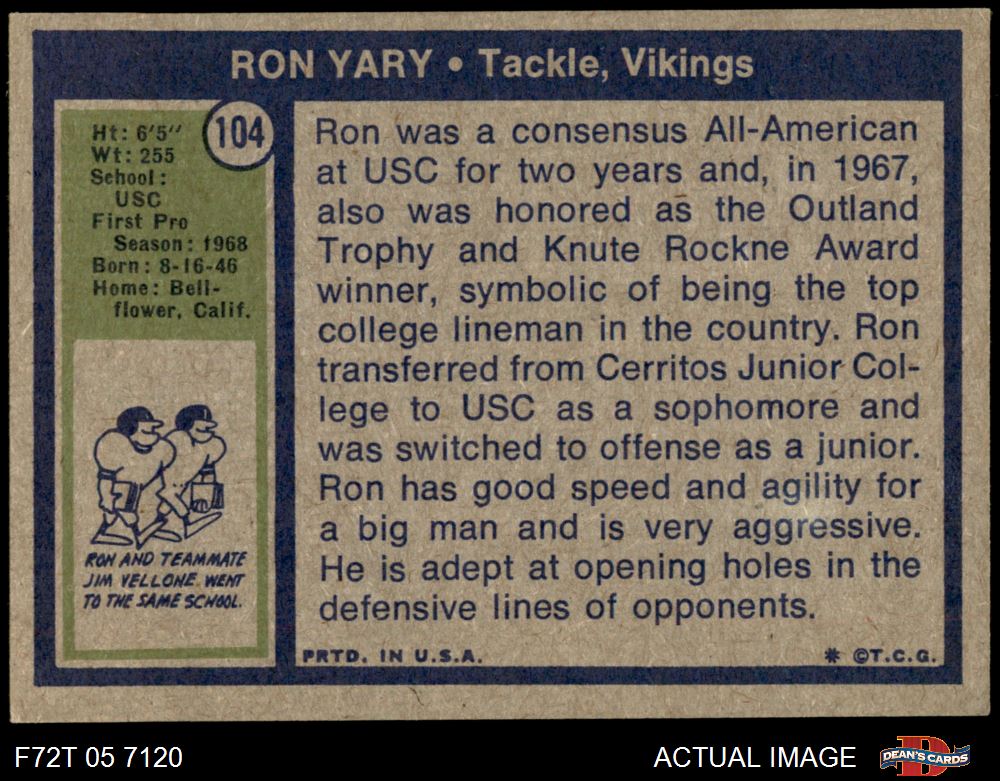 RON YARY • Tackle, Vikings
104
Ht: 6'5"
Wt: 255
School:
USC
First Pro
Season: 1968
Born: 8-16-46
Home: Bell-
flower, Calif.
RON AND TEAMMATE
JIM VELLONE WENT
TO THE SAME SCHOOL.
Ron was a consensus All-American
at USC for two years and, in 1967,
also was honored as the Outland
Trophy and Knute Rockne Award
winner, symbolic of being the top
college lineman in the country. Ron
transferred from Cerritos Junior Col-
lege to USC as a sophomore and
was switched to offense as a junior.
Ron has good speed and agility for
a big man and is very aggressive.
He is adept at opening holes in the
defensive lines of opponents.
PRTD. IN U.S.A.
* ©T.C.G.
F72T 05 7120
ACTUAL IMAGE
D
DEAN'S CARDS